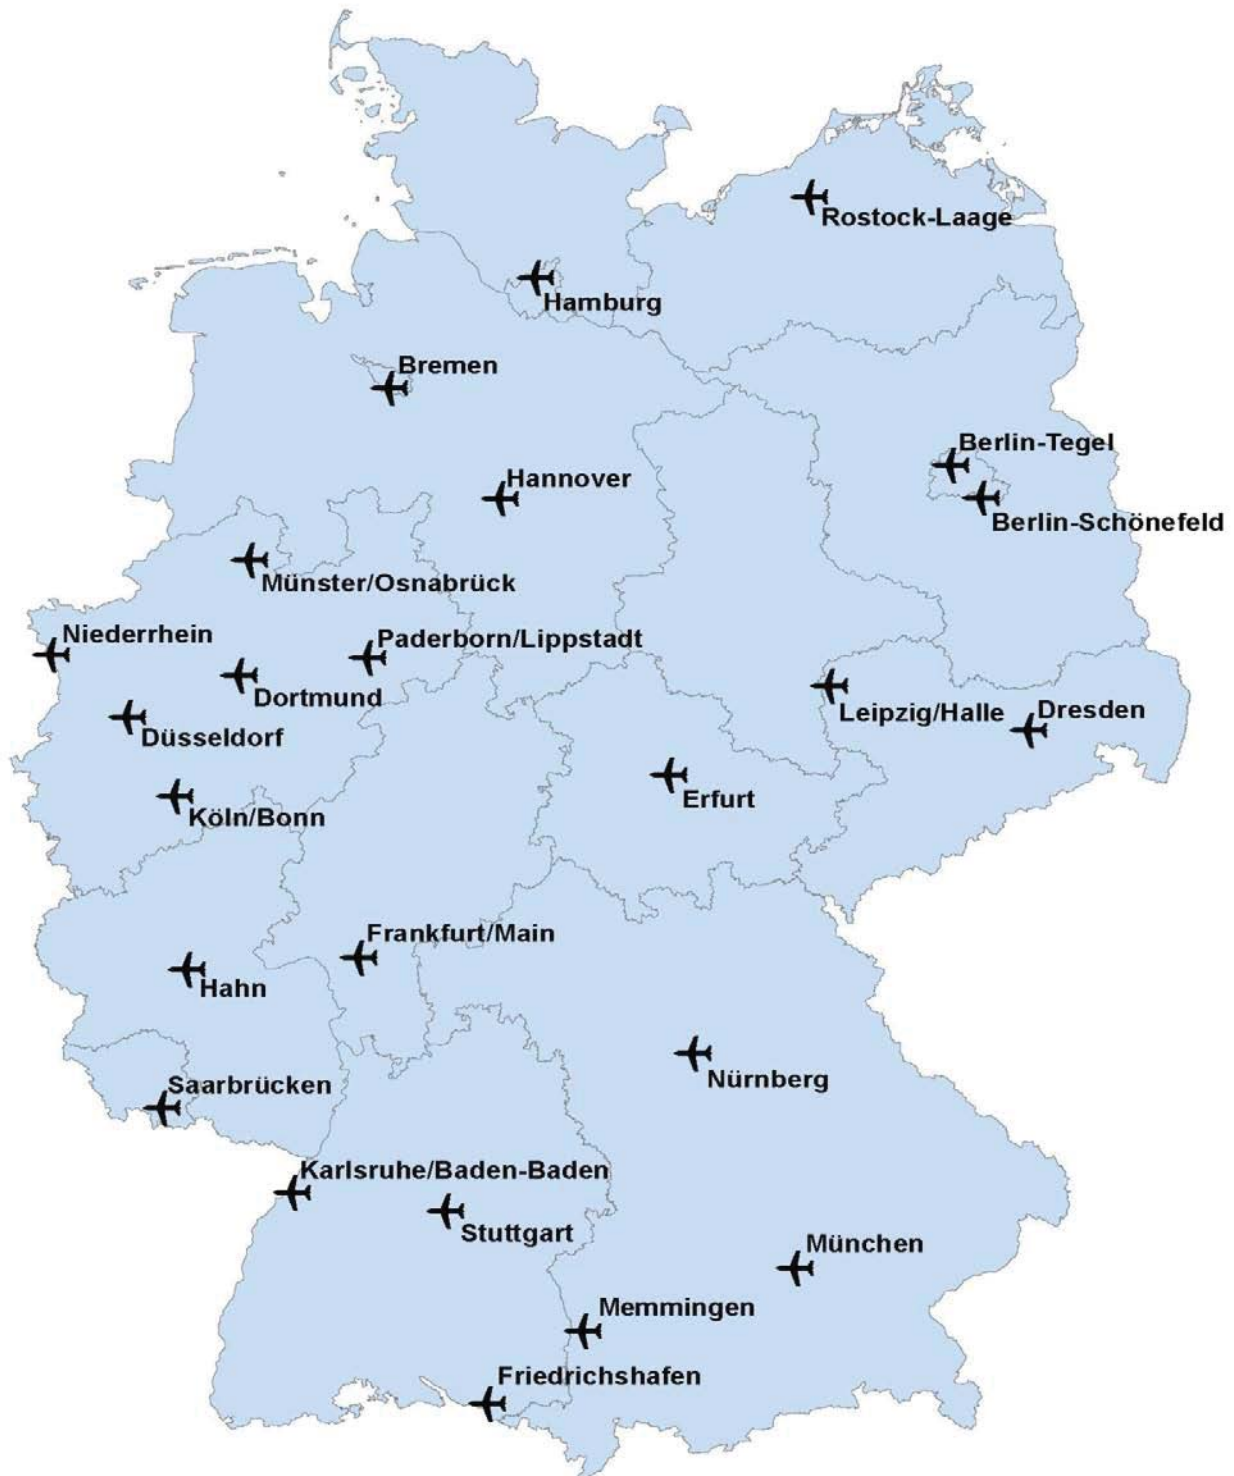 Rostock-Laage
Hamburg
Bremen
Berlin-Tegel
Hannover
Berlin-Schönefeld
Münster/Osnabrück
Niederrhein
Paderborn/Lippstadt
Dortmund
Leipzig/Halle
Dresden
Düsseldorf
Erfurt
Köln/Bonn
Frankfurt/Main
Hahn
Nürnberg
Saarbrücken
Karlsruhe/Baden-Baden
Stuttgart
München
Memmingen
Friedrichshafen